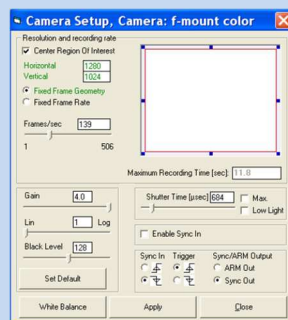 Camera Setup, Camera: f-mount color
Resolution and recording rate
Center Region Of Interest
Horizontal 1280
Vertical 1024
Fixed Frame Geometry
Fixed Frame Rate
Frames/sec 139
1 506
Maximum Recording Time [sec]: 11.8
Gain 4.0
Lin 1 Log
Black Level 128
Set Default
Shutter Time [µsec] 684
Max.
Low Light
Enable Sync In
Sync In Trigger Sync/ARM Output
ARM Out
Sync Out
White Balance Apply Close